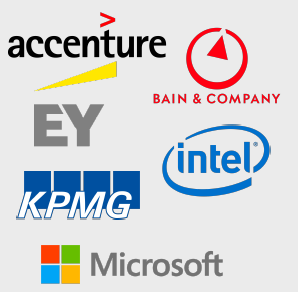 accenture
BAIN & COMPANY
EY
intel
KPMG
Microsoft